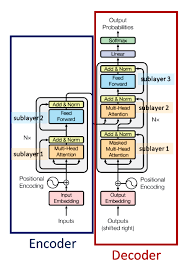 Output
Probabilities
Softmax
Linear
Add & Norm
Feed
Forward
sublayer 3
Add & Norm
Multi-Head
Attention
sublayer 2
Add & Norm
Masked
Multi-Head
Attention
sublayer 1
N×
Positional
Encoding
Output
Embedding
Outputs
(shifted right)
Add & Norm
Feed
Forward
sublayer 2
N×
Add & Norm
Multi-Head
Attention
sublayer 1
Positional
Encoding
Input
Embedding
Inputs
Encoder
Decoder